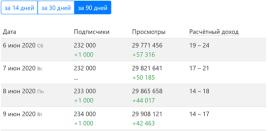 за 14 дней за 30 дней за 90 дней
Дата Подписчики Просмотры Расчётный доход
6 июн 2020 Сб 232 000 29 771 456 19 – 24
+1 000 +57 316
7 июн 2020 Вс 232 000 29 821 641 17 – 21
... +50 185
8 июн 2020 Пн 233 000 29 865 658 14 – 18
+1 000 +44 017
9 июн 2020 Вт 234 000 29 908 121 14 – 17
+1 000 +42 463